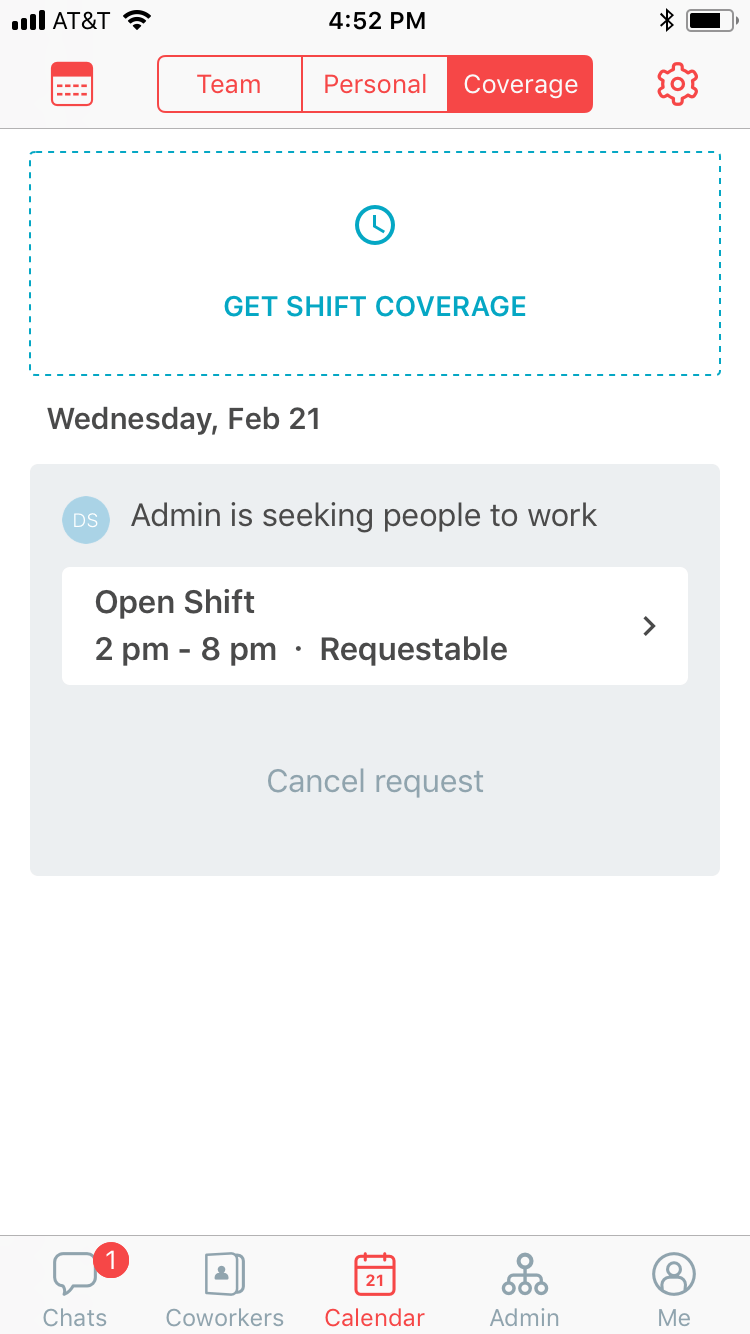 AT&T 4:52 PM
Team Personal Coverage
GET SHIFT COVERAGE
Wednesday, Feb 21
DS Admin is seeking people to work
Open Shift
2 pm - 8 pm · Requestable
Cancel request
1
21
Chats Coworkers Calendar Admin Me